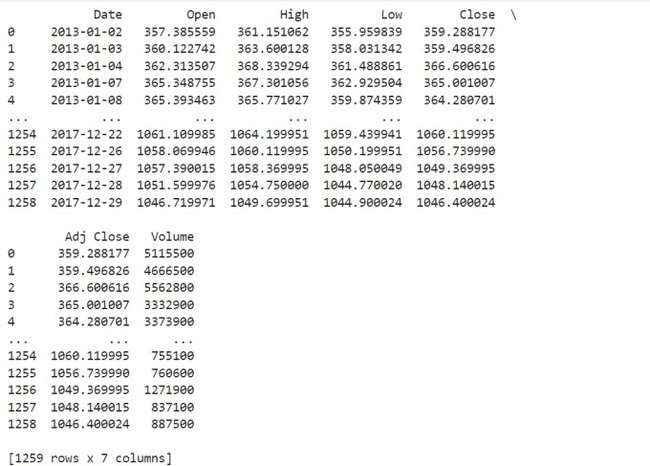 Date Open High Low Close \
0 2013-01-02 357.385559 361.151062 355.959839 359.288177
1 2013-01-03 360.122742 363.600128 358.031342 359.496826
2 2013-01-04 362.313507 368.339294 361.488861 366.600616
3 2013-01-07 365.348755 367.301056 362.929504 365.001007
4 2013-01-08 365.393463 365.771027 359.874359 364.280701
... ... ... ... ... ...
1254 2017-12-22 1061.109985 1064.199951 1059.439941 1060.119995
1255 2017-12-26 1058.069946 1060.119995 1050.199951 1056.739990
1256 2017-12-27 1057.390015 1058.369995 1048.050049 1049.369995
1257 2017-12-28 1051.599976 1054.750000 1044.770020 1048.140015
1258 2017-12-29 1046.719971 1049.699951 1044.900024 1046.400024
Adj Close Volume
0 359.288177 5115500
1 359.496826 4666500
2 366.600616 5562800
3 365.001007 3332900
4 364.280701 3373900
... ... ...
1254 1060.119995 755100
1255 1056.739990 760600
1256 1049.369995 1271900
1257 1048.140015 837100
1258 1046.400024 887500
[1259 rows x 7 columns]